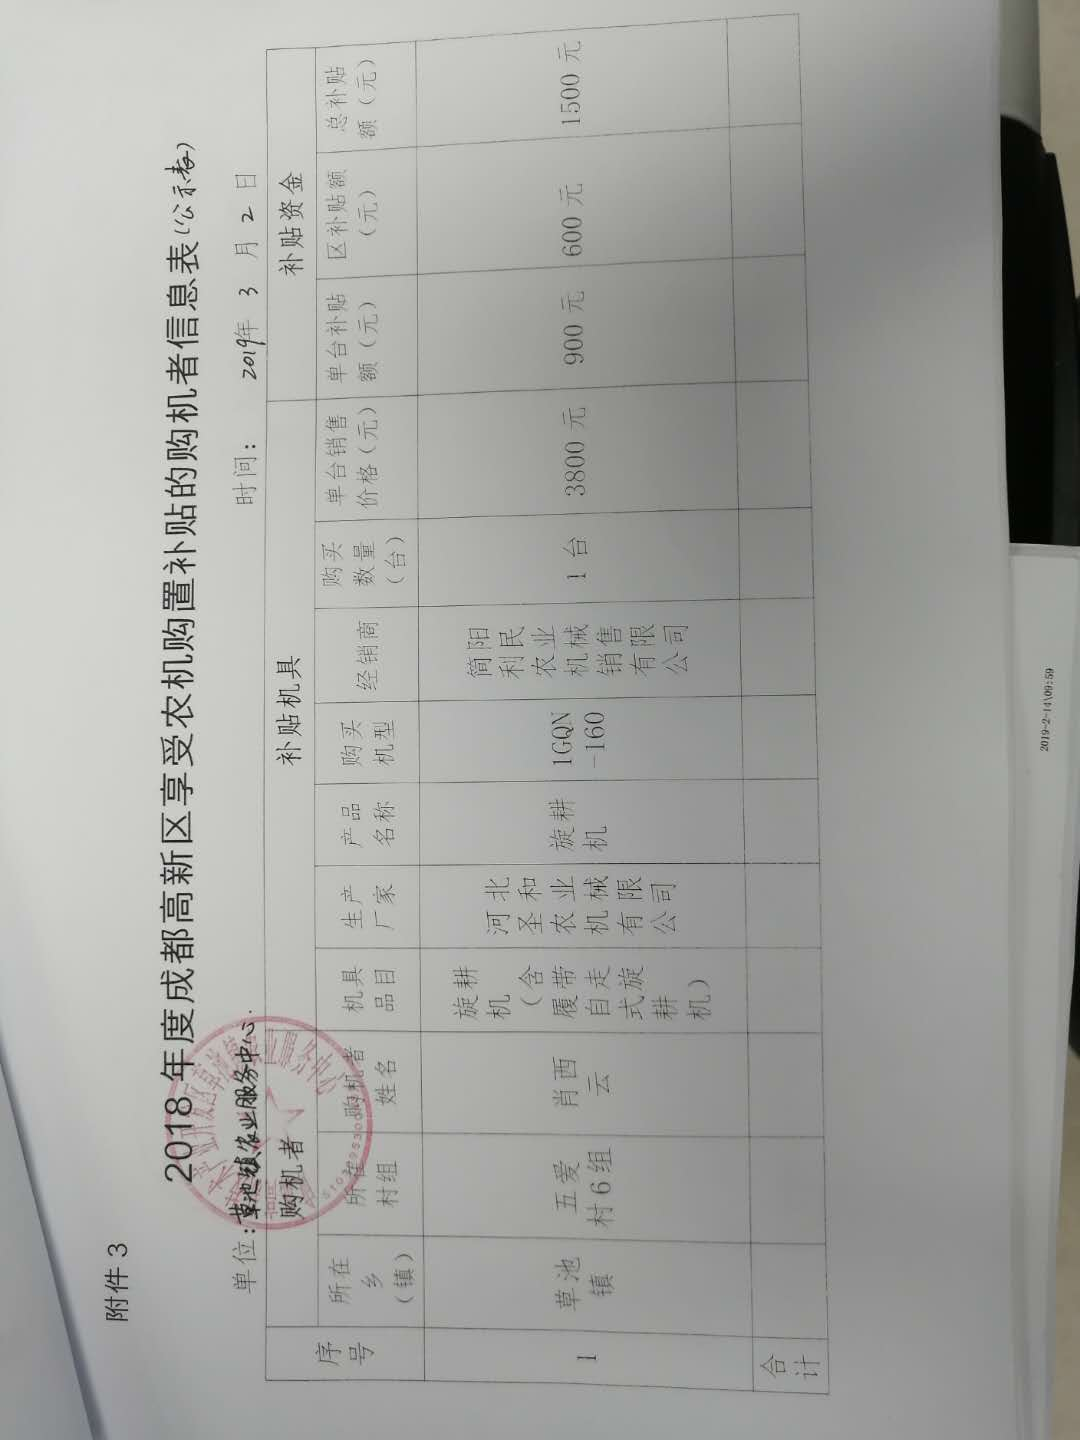 附件 3
2018 年度成都高新区享受农机购置补贴的购机者信息表(公示表)
单位：草池镇农业服务中心
时间： 2019年 3 月 2 日
序号
购机者
补贴机具
补贴资金
所在乡（镇）
所在村组
购机者姓名
机具品目
生产厂家
产品名称
购买机型
经销商
购买数量（台）
单台销售价格（元）
单台补贴额（元）
区补贴额（元）
总补贴额（元）
1
草池镇
五爱村 6 组
肖西云
旋耕机（含履带自走式旋耕机）
河北圣和农业机械有限公司
旋耕机
1GQN-160
简阳利民农业机械销售有限公司
1 台
3800 元
900 元
600 元
1500 元
合计
2019-2-14\09:59